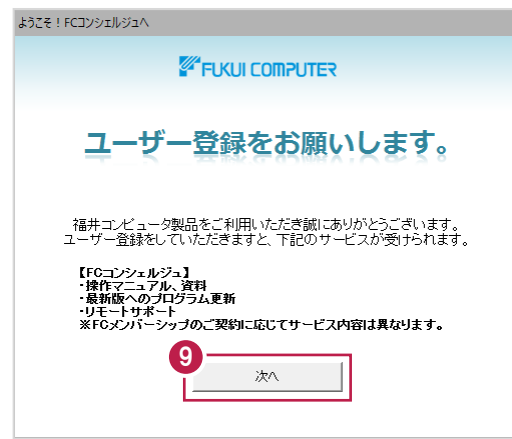 ようこそ！FCコンシェルジュへ
FUKUI COMPUTER
ユーザー登録をお願いします。
福井コンピュータ製品をご利用いただき誠にありがとうございます。
ユーザー登録をしていただきますと、下記のサービスが受けられます。
【FCコンシェルジュ】
・操作マニュアル、資料
・最新版へのプログラム更新
・リモートサポート
※FCメンバーシップのご契約に応じてサービス内容は異なります。
9
次へ